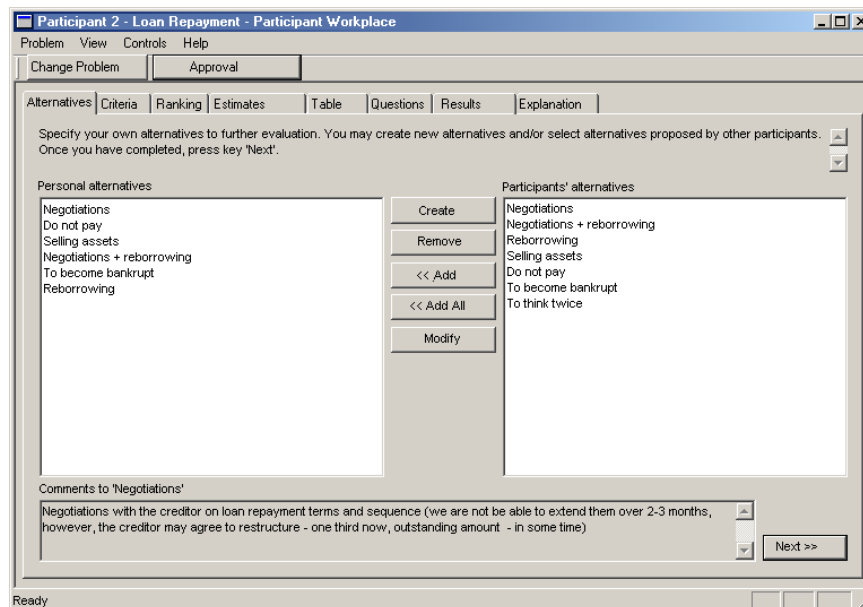 Participant 2 - Loan Repayment - Participant Workplace
Problem View Controls Help
Change Problem Approval
Alternatives Criteria Ranking Estimates Table Questions Results Explanation
Specify your own alternatives to further evaluation. You may create new alternatives and/or select alternatives proposed by other participants.
Once you have completed, press key 'Next'.
Personal alternatives
Negotiations
Do not pay
Selling assets
Negotiations + reborrowing
To become bankrupt
Reborrowing
Create
Remove
<< Add
<< Add All
Modify
Participants' alternatives
Negotiations
Negotiations + reborrowing
Reborrowing
Selling assets
Do not pay
To become bankrupt
To think twice
Comments to 'Negotiations'
Negotiations with the creditor on loan repayment terms and sequence (we are not be able to extend them over 2-3 months,
however, the creditor may agree to restructure - one third now, outstanding amount - in some time)
Next >>
Ready